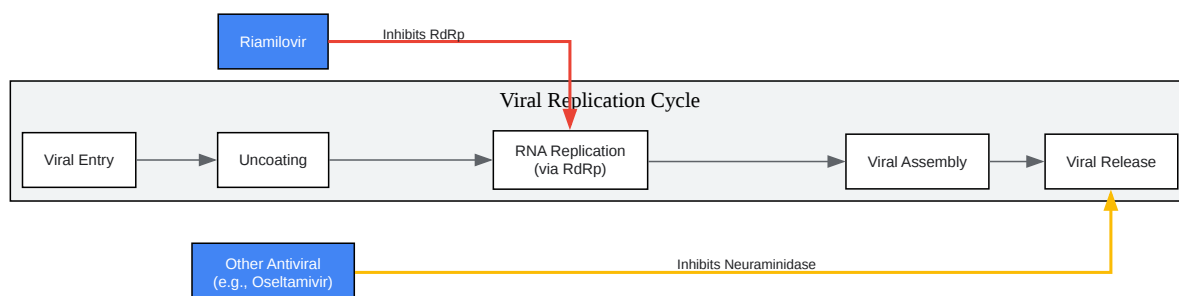 Riamilovir
Inhibits RdRp
Viral Replication Cycle
Viral Entry
Uncoating
RNA Replication
(via RdRp)
Viral Assembly
Viral Release
Other Antiviral
(e.g., Oseltamivir)
Inhibits Neuraminidase